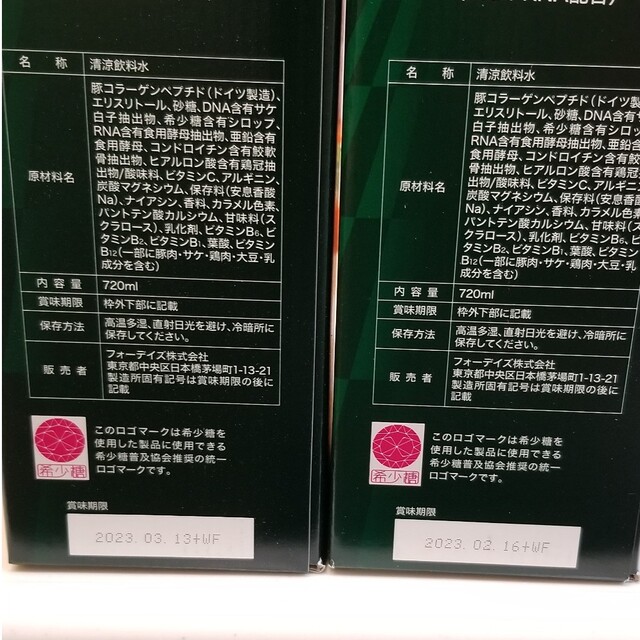 名称 清涼飲料水
原材料名
豚コラーゲンペプチド(ドイツ製造)、
エリスリトール、砂糖、DNA含有サケ
白子抽出物、希少糖含有シロップ、
RNA含有食用酵母抽出物、亜鉛含有
食用酵母、コンドロイチン含有鮫軟
骨抽出物、ヒアルロン酸含有鶏冠抽
出物/酸味料、ビタミンC、アルギニン、
炭酸マグネシウム、保存料(安息香酸
Na)、ナイアシン、香料、カラメル色素、
パントテン酸カルシウム、甘味料(ス
クラロース)、乳化剤、ビタミンB6、ビ
タミンB2、ビタミンB1、葉酸、ビタミン
B12(一部に豚肉・サケ・鶏肉・大豆・乳
成分を含む)
内容量 720ml
賞味期限 枠外下部に記載
保存方法 高温多湿、直射日光を避け、冷暗所に
保存してください。
販売者
フォーデイズ株式会社
東京都中央区日本橋茅場町1-13-21
製造所固有記号は賞味期限の後に
記載
希少糖
このロゴマークは希少糖を
使用した製品に使用できる
希少糖普及協会推奨の統一
ロゴマークです。
賞味期限
2023.03.13+WF
配合)
名称 清涼飲料水
原材料名
豚コラーゲンペプチド(ドイツ製
エリスリトール、砂糖、DNA含有サ
白子抽出物、希少糖含有シロッ
RNA含有食用酵母抽出物、亜鉛
食用酵母、コンドロイチン含有鮫
骨抽出物、ヒアルロン酸含有鶏冠
出物/酸味料、ビタミンC、アルギニ
炭酸マグネシウム、保存料(安息香
Na)、ナイアシン、香料、カラメル色
パントテン酸カルシウム、甘味料(
クラロース)、乳化剤、ビタミンB6、ビ
タミンB2、ビタミンB1、葉酸、ビタミン
B12(一部に豚肉・サケ・鶏肉・大豆・乳
成分を含む)
内容量 720ml
賞味期限 枠外下部に記載
保存方法 高温多湿、直射日光を避け、冷暗所に
保存してください。
販売者
フォーデイズ株式会社
東京都中央区日本橋茅場町1-13-21
製造所固有記号は賞味期限の後に
記載
希少糖
このロゴマークは希少糖を
使用した製品に使用できる
希少糖普及協会推奨の統一
ロゴマークです。
賞味期限
2023.02.16+WF